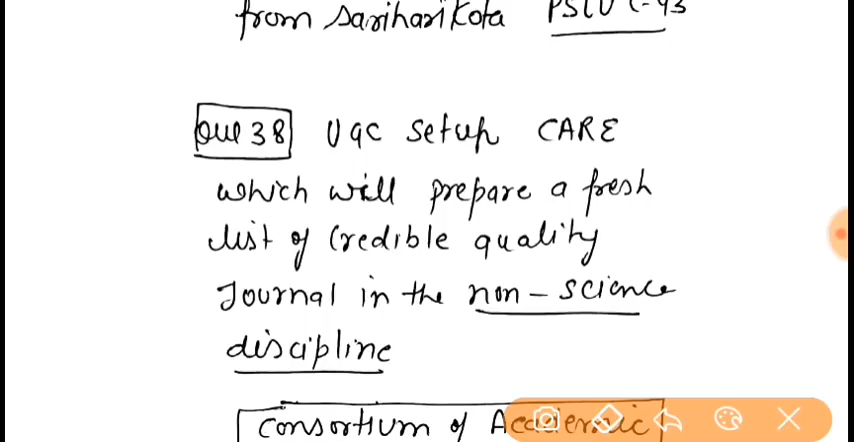 from Sariharikota PSLV C-43
Que 38 UGC setup CARE
which will prepare a fresh
list of Credible quality
Journal in the non-science
discipline
Consortium of Academic